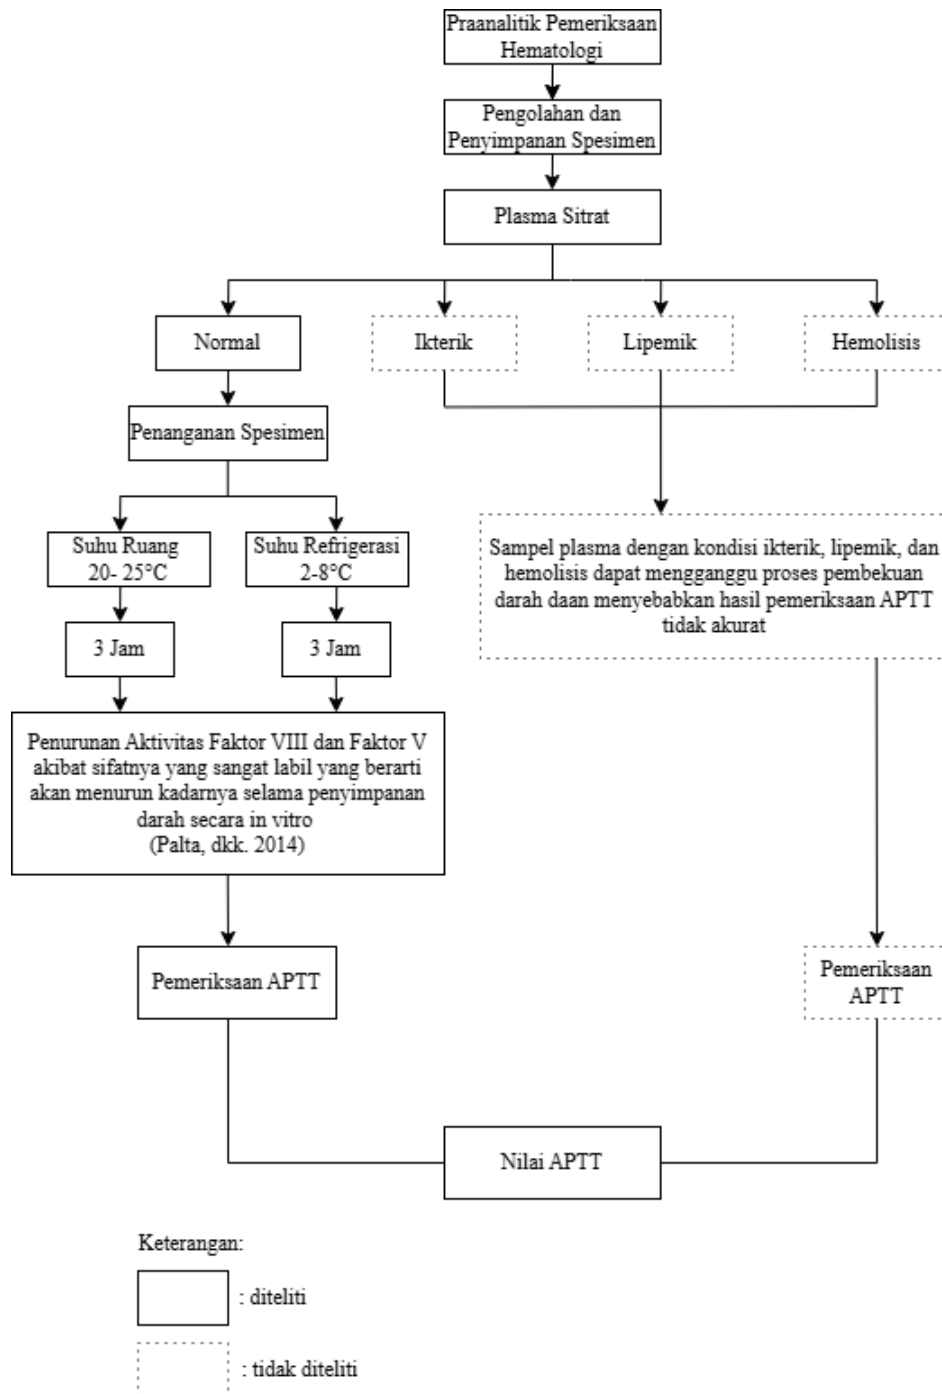 Praanalitik Pemeriksaan
Hematologi
Pengolahan dan
Penyimpanan Spesimen
Plasma Sitrat
Normal
Ikterik
Lipemik
Hemolisis
Penanganan Spesimen
Suhu Ruang
20- 25°C
Suhu Refrigerasi
2-8°C
3 Jam
3 Jam
Sampel plasma dengan kondisi ikterik, lipemik, dan
hemolisis dapat mengganggu proses pembekuan
darah daan menyebabkan hasil pemeriksaan APTT
tidak akurat
Penurunan Aktivitas Faktor VIII dan Faktor V
akibat sifatnya yang sangat labil yang berarti
akan menurun kadarnya selama penyimpanan
darah secara in vitro
(Palta, dkk. 2014)
Pemeriksaan APTT
Pemeriksaan
APTT
Nilai APTT
Keterangan:
: diteliti
: tidak diteliti